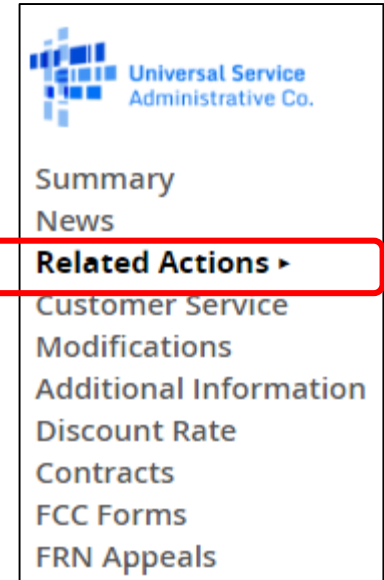 Universal Service
Administrative Co.
Summary
News
Related Actions ▸
Customer Service
Modifications
Additional Information
Discount Rate
Contracts
FCC Forms
FRN Appeals